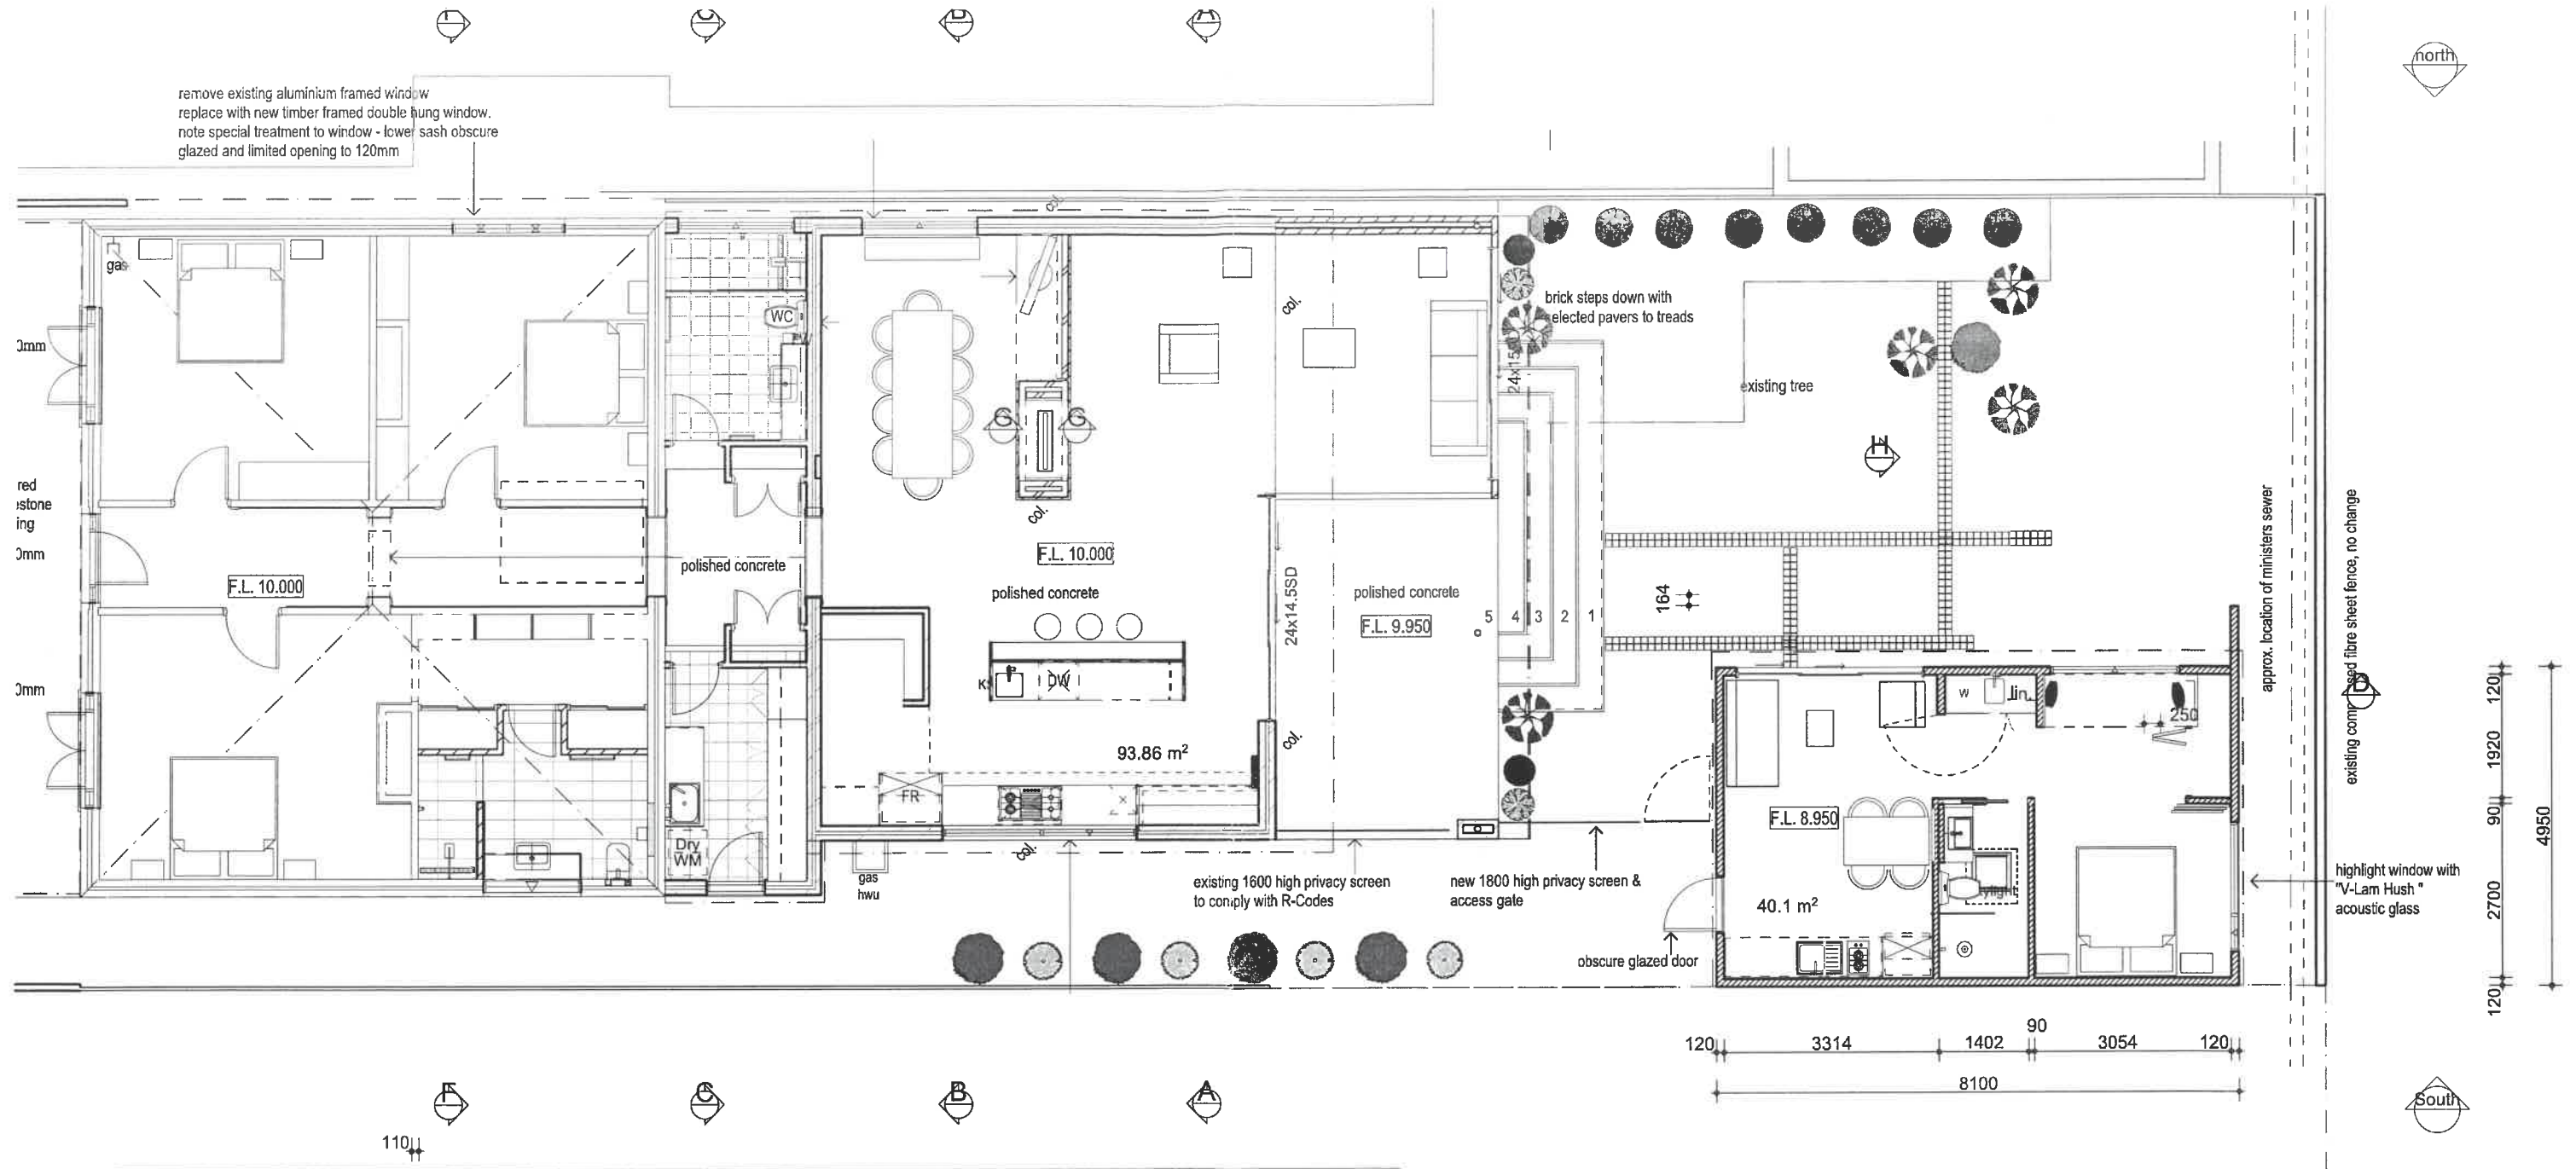 C
B
A
north
remove existing aluminium framed window
replace with new timber framed double hung window.
note special treatment to window - lower sash obscure
glazed and limited opening to 120mm
col.
gas
WC
col.
brick steps down with
elected pavers to treads
0mm
24x15
existing tree
G
G
H
red
estone
ing
0mm
col.
F.L. 10.000
polished concrete
F.L. 10.000
polished concrete
24x14.5SD
polished concrete
F.L. 9.950
5 4 3 2 1
164
approx. location of ministers sewer
existing compressed fibre sheet fence, no change
D
0mm
DW
W
lin.
250
120
1920
90
2700
120
4950
93.86 m²
col.
FR
F.L. 8.950
Dry
WM
col.
gas
hwu
existing 1600 high privacy screen
to comply with R-Codes
new 1800 high privacy screen &
access gate
40.1 m²
highlight window with
"V-Lam Hush "
acoustic glass
obscure glazed door
90
120 3314 1402 3054 120
8100
F
C
B
A
South
110